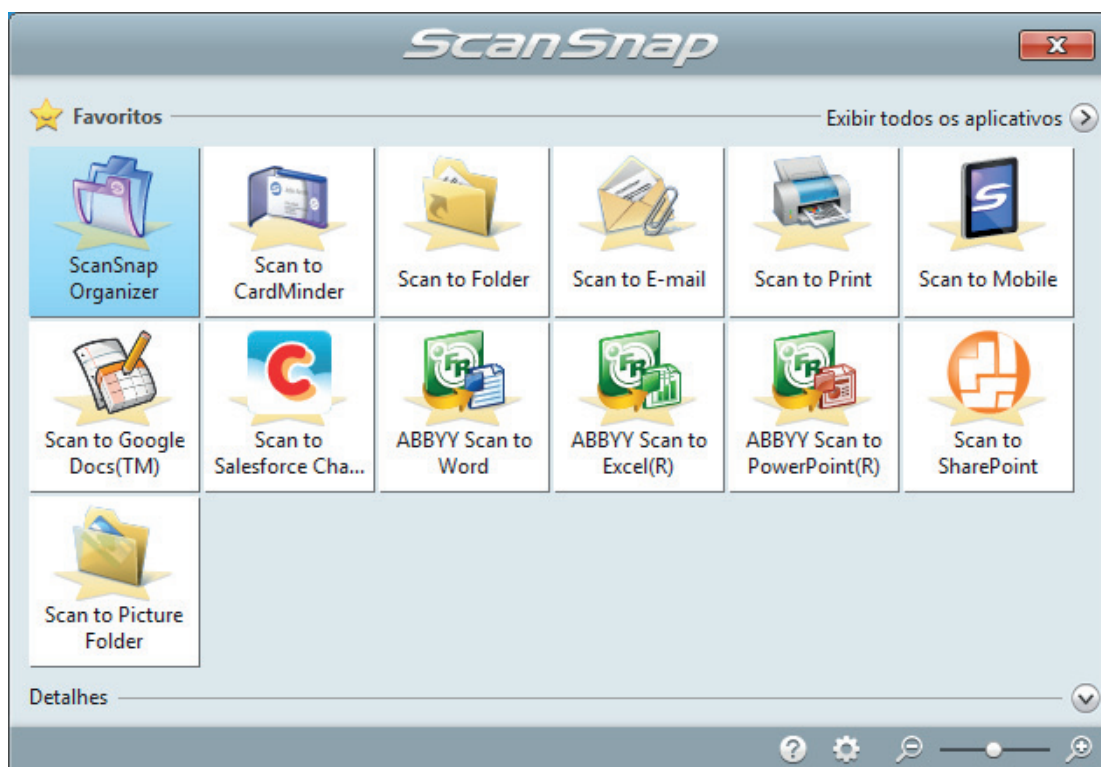 ScanSnap
Favoritos
Exibir todos os aplicativos
ScanSnap
Organizer
Scan to
CardMinder
Scan to Folder
Scan to E-mail
Scan to Print
Scan to Mobile
Scan to Google
Docs(TM)
Scan to
Salesforce Cha...
ABBYY Scan to
Word
ABBYY Scan to
Excel(R)
ABBYY Scan to
PowerPoint(R)
Scan to
SharePoint
Scan to Picture
Folder
Detalhes